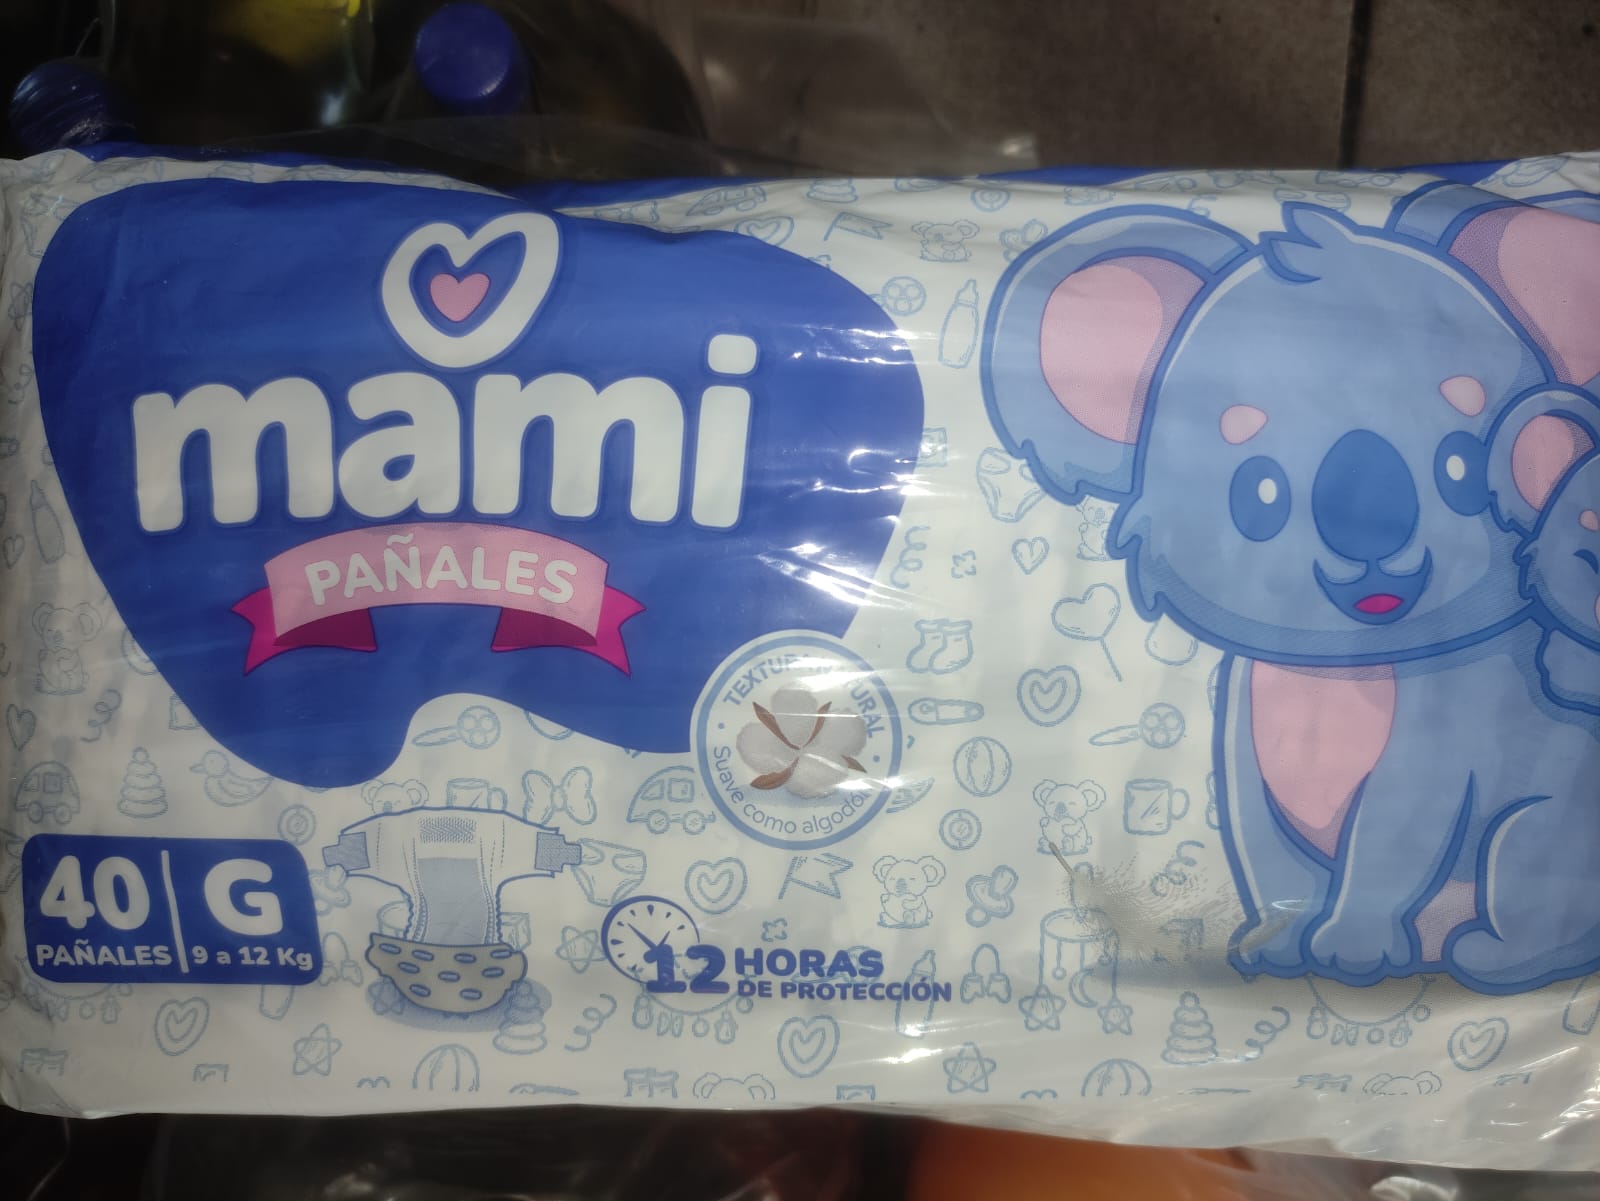 mami
PAÑALES
TEXTURA NATURAL
Suave como algodón
40
PAÑALES
G
9 a 12 Kg
12 HORAS
DE PROTECCIÓN